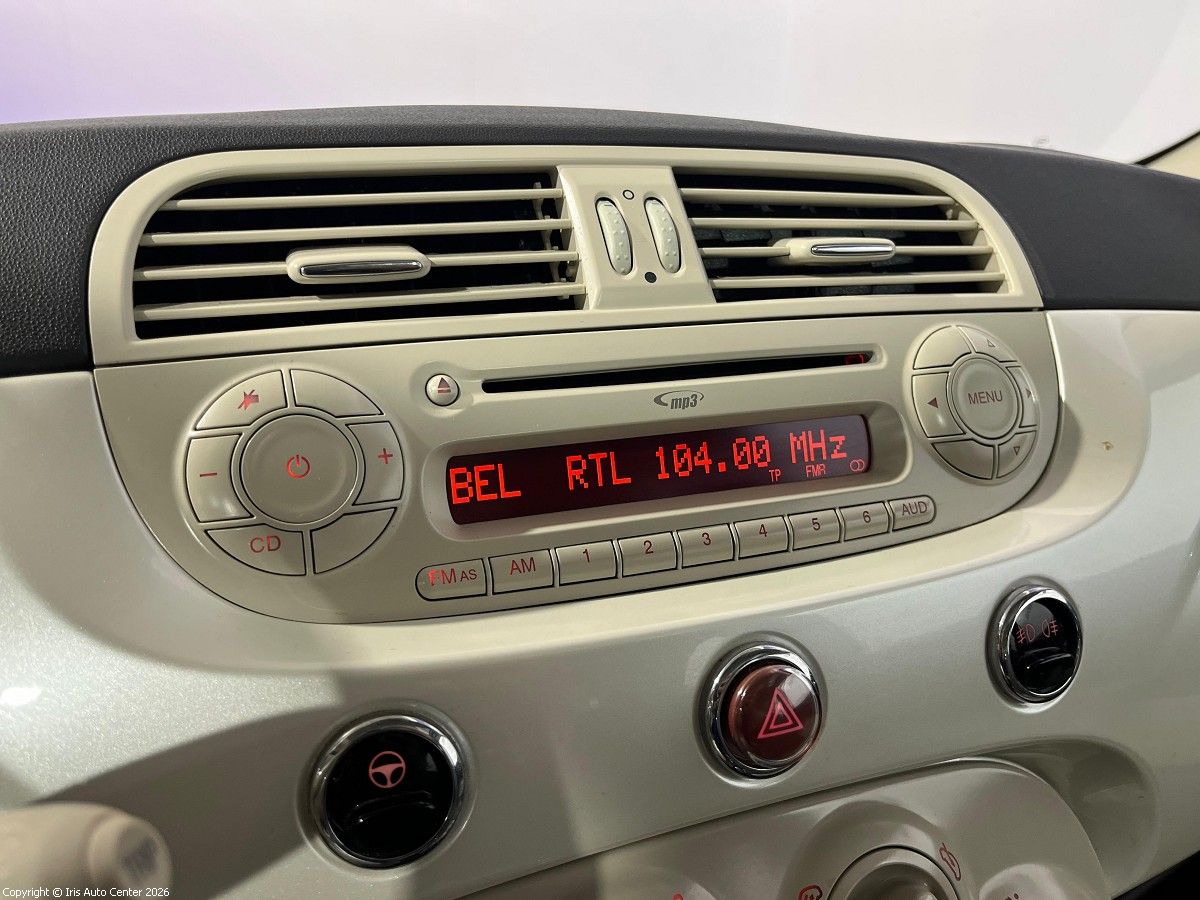 mp3
BEL RTL 104.00 MHz
TP FMR
MENU
CD
FM AS AM 1 2 3 4 5 6 AUD
Copyright © Iris Auto Center 2026